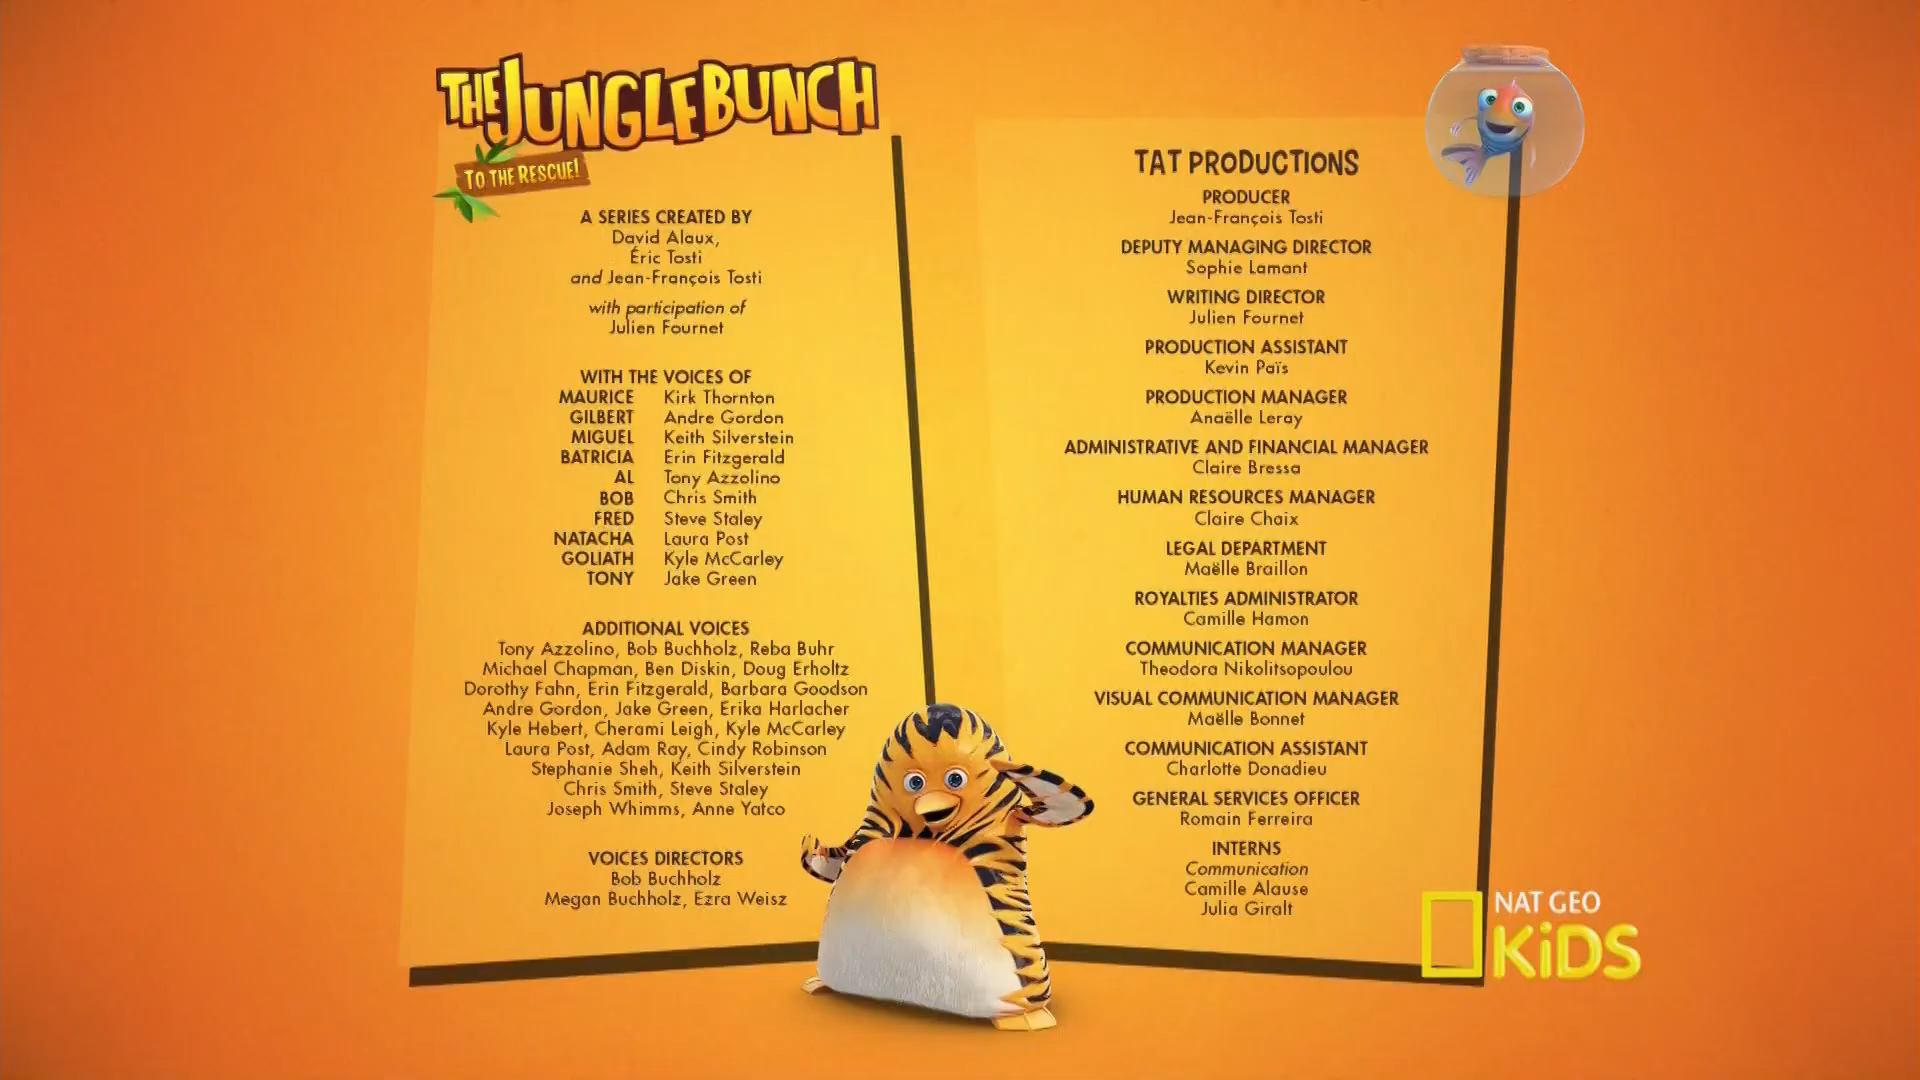 THE JUNGLE BUNCH
TO THE RESCUE!
A SERIES CREATED BY
David Alaux,
Éric Tosti
and Jean-François Tosti
with participation of
Julien Fournet
WITH THE VOICES OF
MAURICE Kirk Thornton
GILBERT Andre Gordon
MIGUEL Keith Silverstein
BATRICIA Erin Fitzgerald
AL Tony Azzolino
BOB Chris Smith
FRED Steve Staley
NATACHA Laura Post
GOLIATH Kyle McCarley
TONY Jake Green
ADDITIONAL VOICES
Tony Azzolino, Bob Buchholz, Reba Buhr
Michael Chapman, Ben Diskin, Doug Erholtz
Dorothy Fahn, Erin Fitzgerald, Barbara Goodson
Andre Gordon, Jake Green, Erika Harlacher
Kyle Hebert, Cherami Leigh, Kyle McCarley
Laura Post, Adam Ray, Cindy Robinson
Stephanie Sheh, Keith Silverstein
Chris Smith, Steve Staley
Joseph Whimms, Anne Yatco
VOICES DIRECTORS
Bob Buchholz
Megan Buchholz, Ezra Weisz
TAT PRODUCTIONS
PRODUCER
Jean-François Tosti
DEPUTY MANAGING DIRECTOR
Sophie Lamant
WRITING DIRECTOR
Julien Fournet
PRODUCTION ASSISTANT
Kevin Païs
PRODUCTION MANAGER
Anaëlle Leray
ADMINISTRATIVE AND FINANCIAL MANAGER
Claire Bressa
HUMAN RESOURCES MANAGER
Claire Chaix
LEGAL DEPARTMENT
Maëlle Braillon
ROYALTIES ADMINISTRATOR
Camille Hamon
COMMUNICATION MANAGER
Theodora Nikolitsopoulou
VISUAL COMMUNICATION MANAGER
Maëlle Bonnet
COMMUNICATION ASSISTANT
Charlotte Donadieu
GENERAL SERVICES OFFICER
Romain Ferreira
INTERNS
Communication
Camille Alause
Julia Giralt
NAT GEO
KiDS